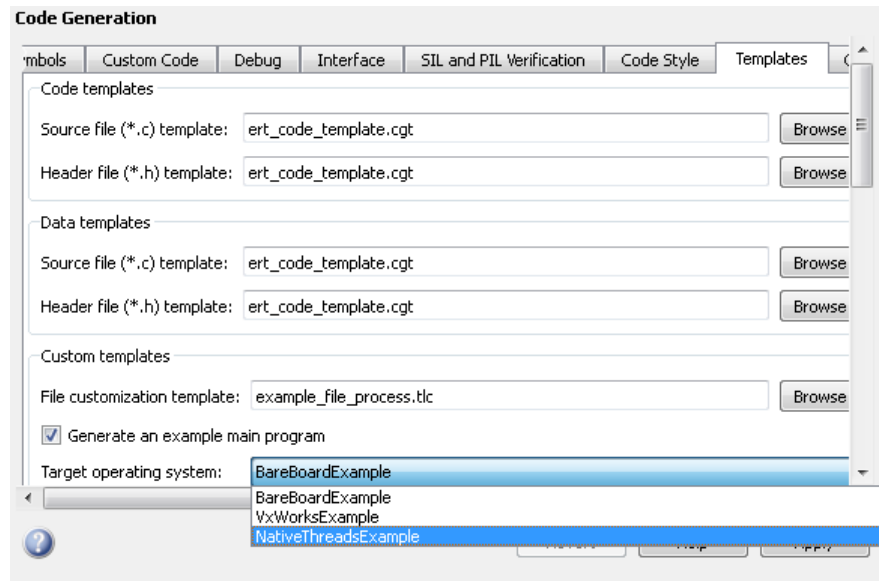 Code Generation
mbols Custom Code Debug Interface SIL and PIL Verification Code Style Templates
Code templates
Source file (*.c) template: ert_code_template.cgt Browse
Header file (*.h) template: ert_code_template.cgt Browse
Data templates
Source file (*.c) template: ert_code_template.cgt Browse
Header file (*.h) template: ert_code_template.cgt Browse
Custom templates
File customization template: example_file_process.tlc Browse
Generate an example main program
Target operating system: BareBoardExample
BareBoardExample
VxWorksExample
NativeThreadsExample